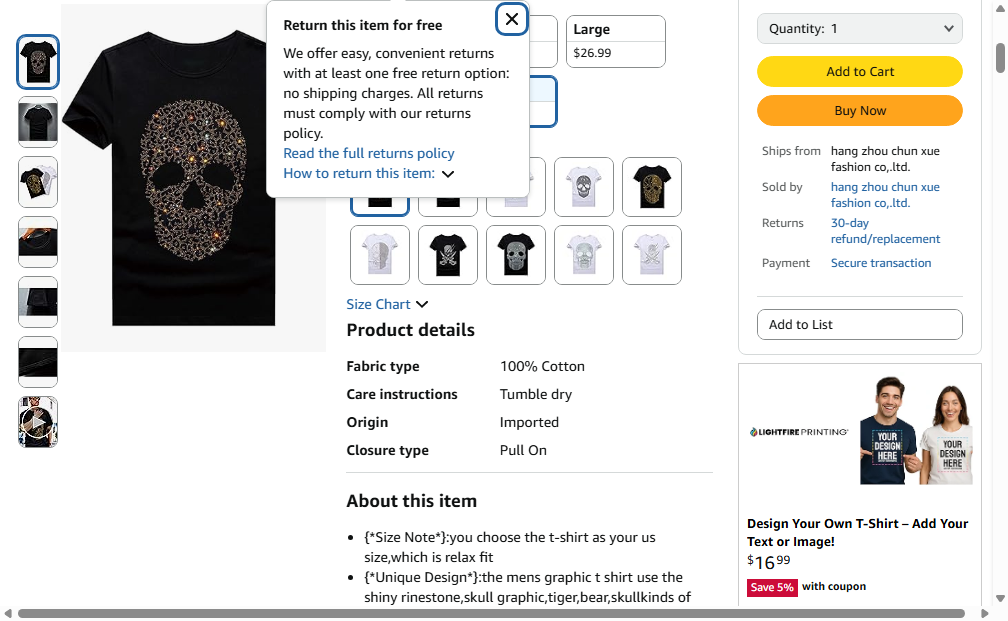 Return this item for free
We offer easy, convenient returns
with at least one free return option:
no shipping charges. All returns
must comply with our returns
policy.
Read the full returns policy
How to return this item:
Large
$26.99
Size Chart
Product details
Fabric type 100% Cotton
Care instructions Tumble dry
Origin Imported
Closure type Pull On
About this item
{*Size Note*}:you choose the t-shirt as your us
size,which is relax fit
{*Unique Design*}:the mens graphic t shirt use the
shiny rinestone,skull graphic,tiger,bear,skullkinds of
Quantity: 1
Add to Cart
Buy Now
Ships from hang zhou chun xue
fashion co,.ltd.
Sold by hang zhou chun xue
fashion co,.ltd.
Returns 30-day
refund/replacement
Payment Secure transaction
Add to List
LIGHTFIRE PRINTING
YOUR
DESIGN
HERE
YOUR
DESIGN
HERE
Design Your Own T-Shirt – Add Your
Text or Image!
$16.99
Save 5% with coupon